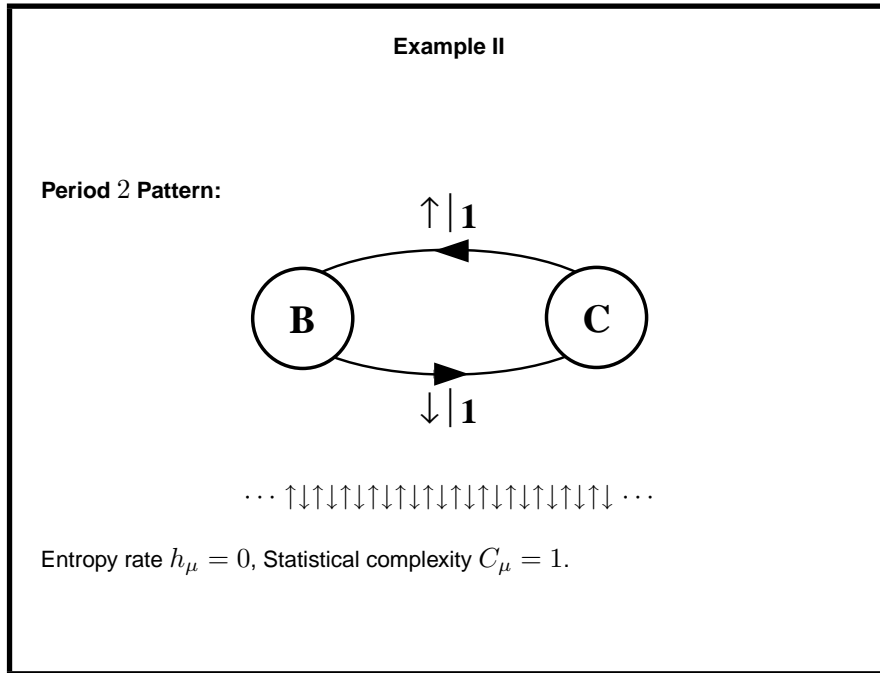 Example II
Period 2 Pattern:
↑|1
B
C
↓|1
⋯ ↑↓↑↓↑↓↑↓↑↓↑↓↑↓↑↓↑↓↑↓↑↓↑↓ ⋯
Entropy rate hμ = 0, Statistical complexity Cμ = 1.